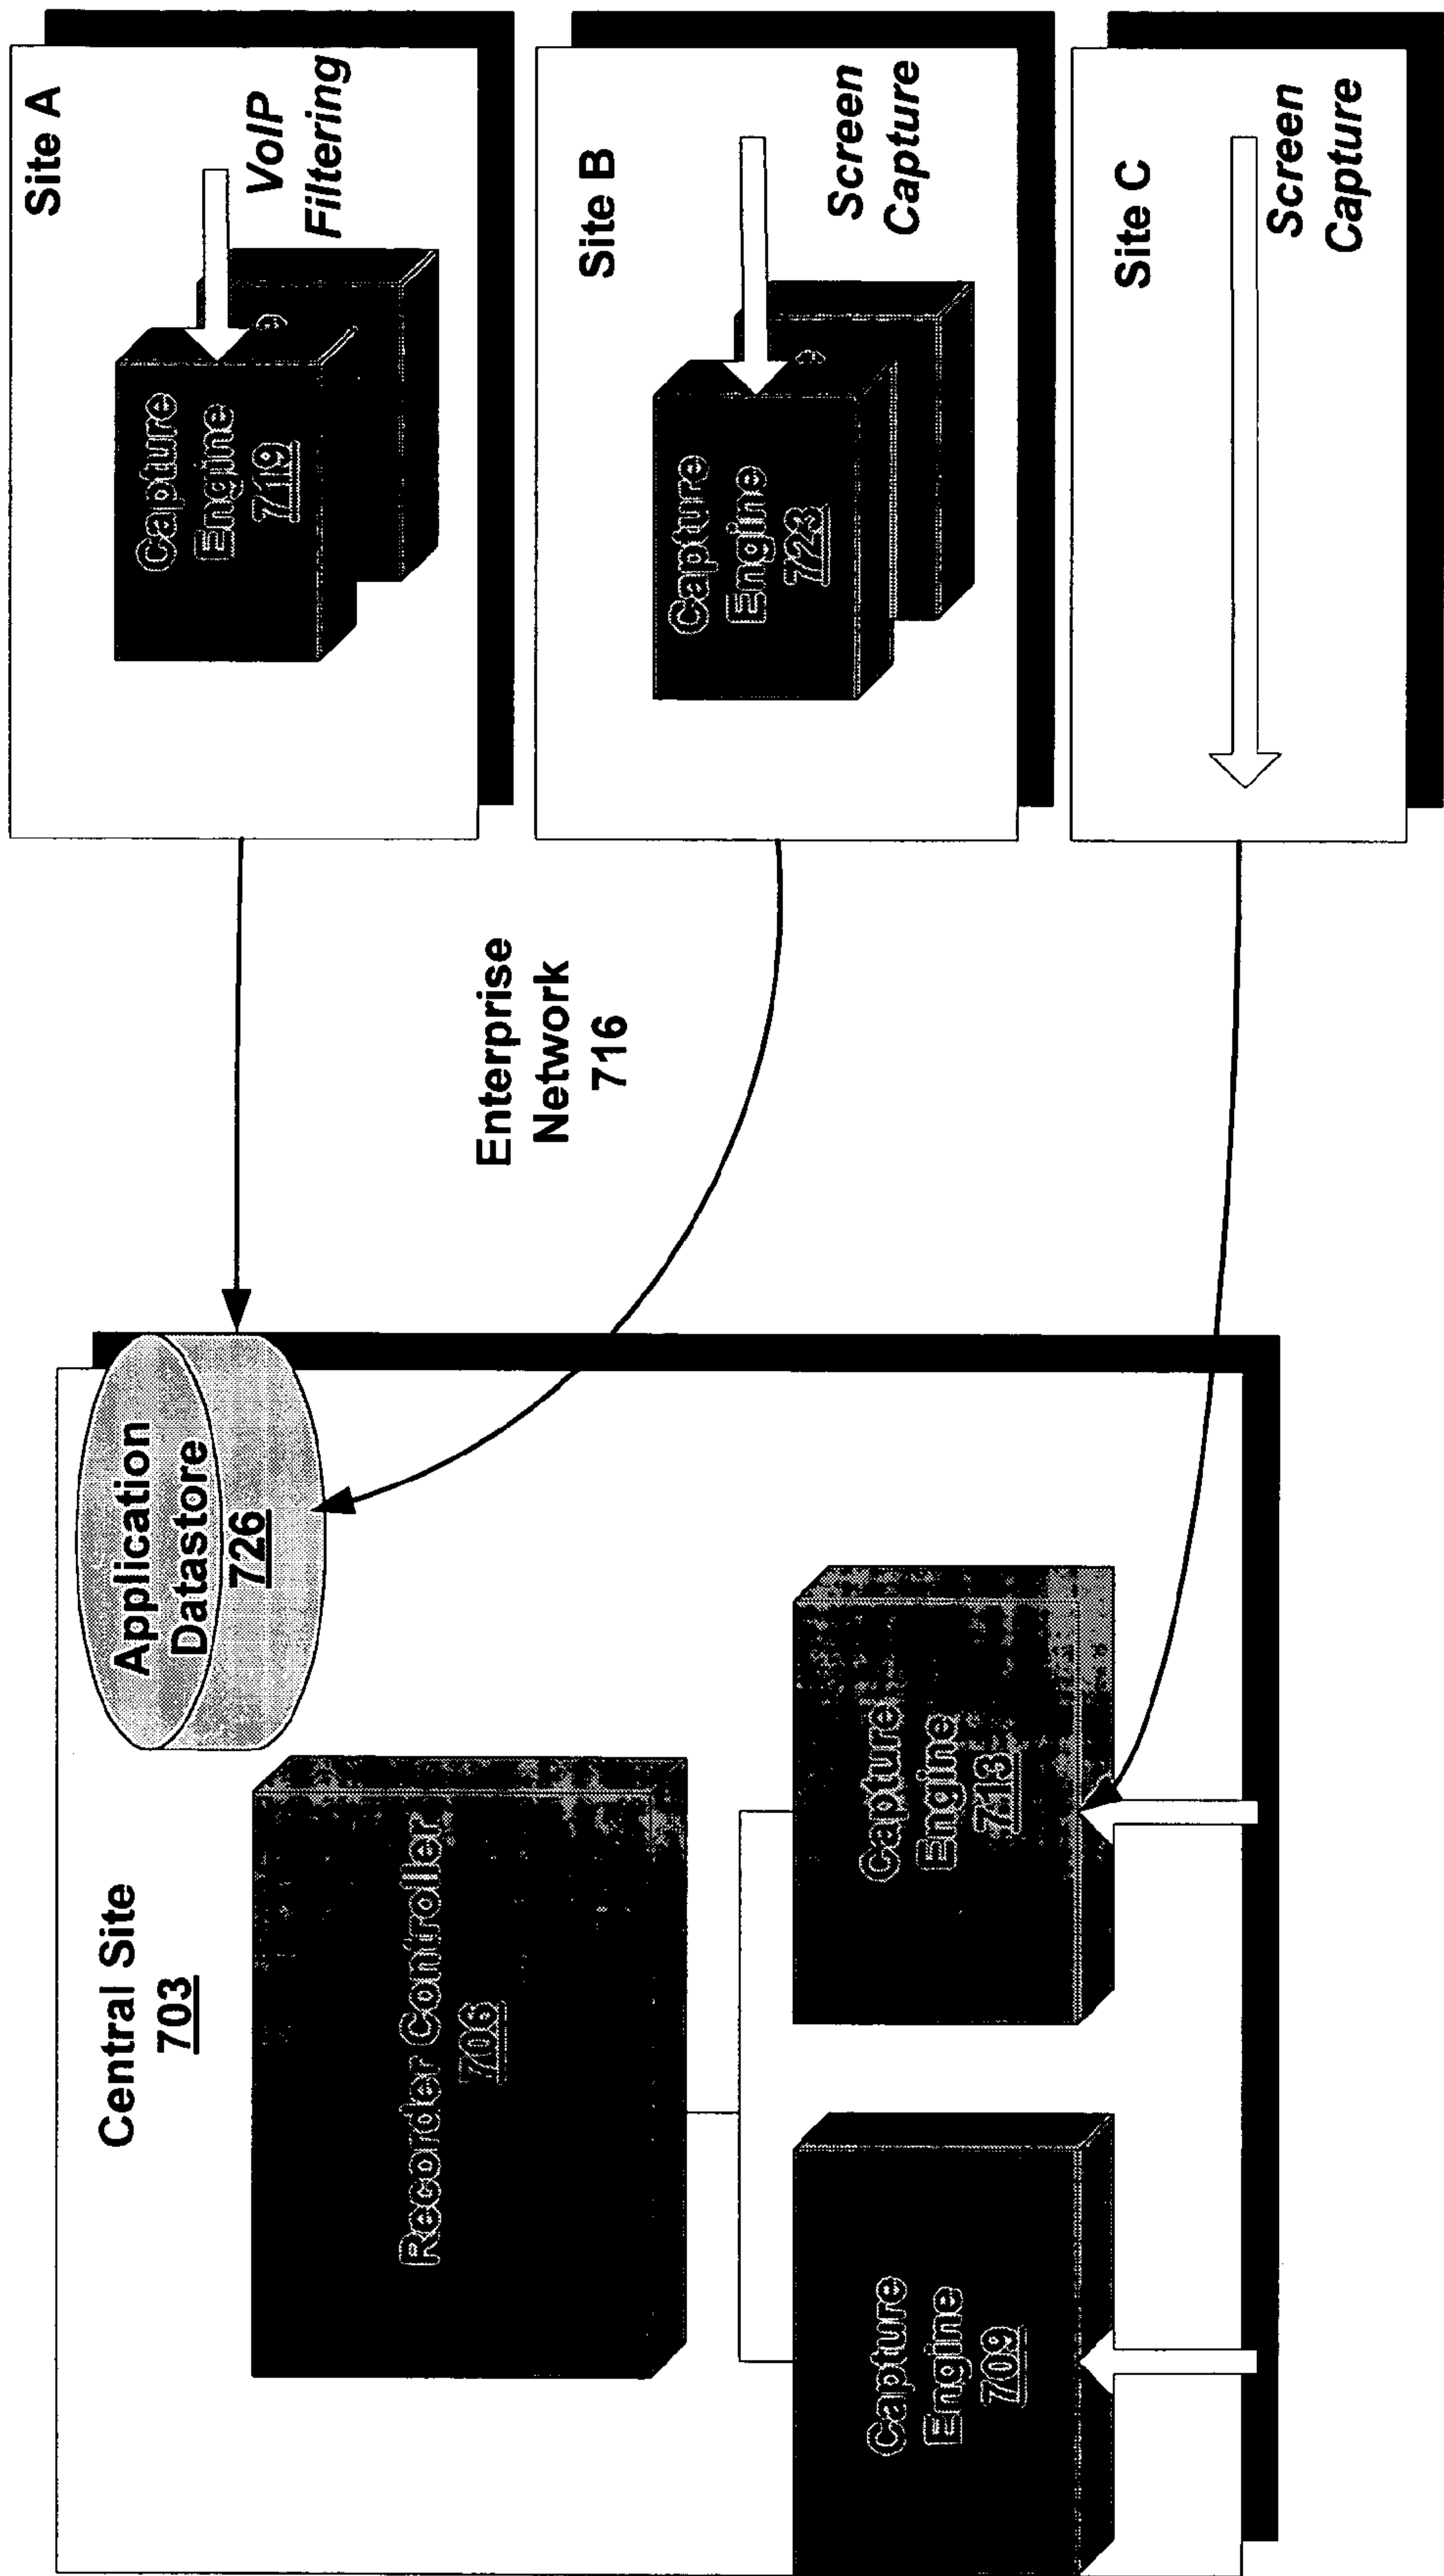 Central Site
703
Application
Datastore
726
Recorder Controller
706
Capture
Engine
709
Capture
Engine
713
Enterprise
Network
716
Site A
Capture
Engine
719
VoIP
Filtering
Site B
Capture
Engine
723
Screen
Capture
Site C
Screen
Capture